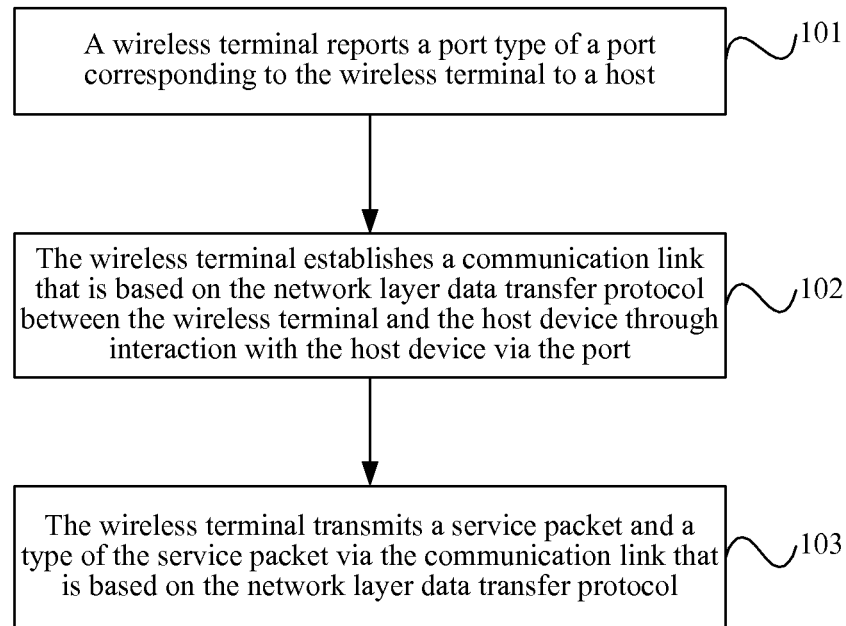 A wireless terminal reports a port type of a port
corresponding to the wireless terminal to a host
101
The wireless terminal establishes a communication link
that is based on the network layer data transfer protocol
between the wireless terminal and the host device through
interaction with the host device via the port
102
The wireless terminal transmits a service packet and a
type of the service packet via the communication link that
is based on the network layer data transfer protocol
103